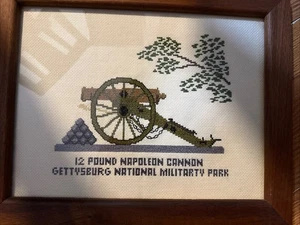 12 POUND NAPOLEON CANNON
GETTYSBURG NATIONAL MILITARTY PARK